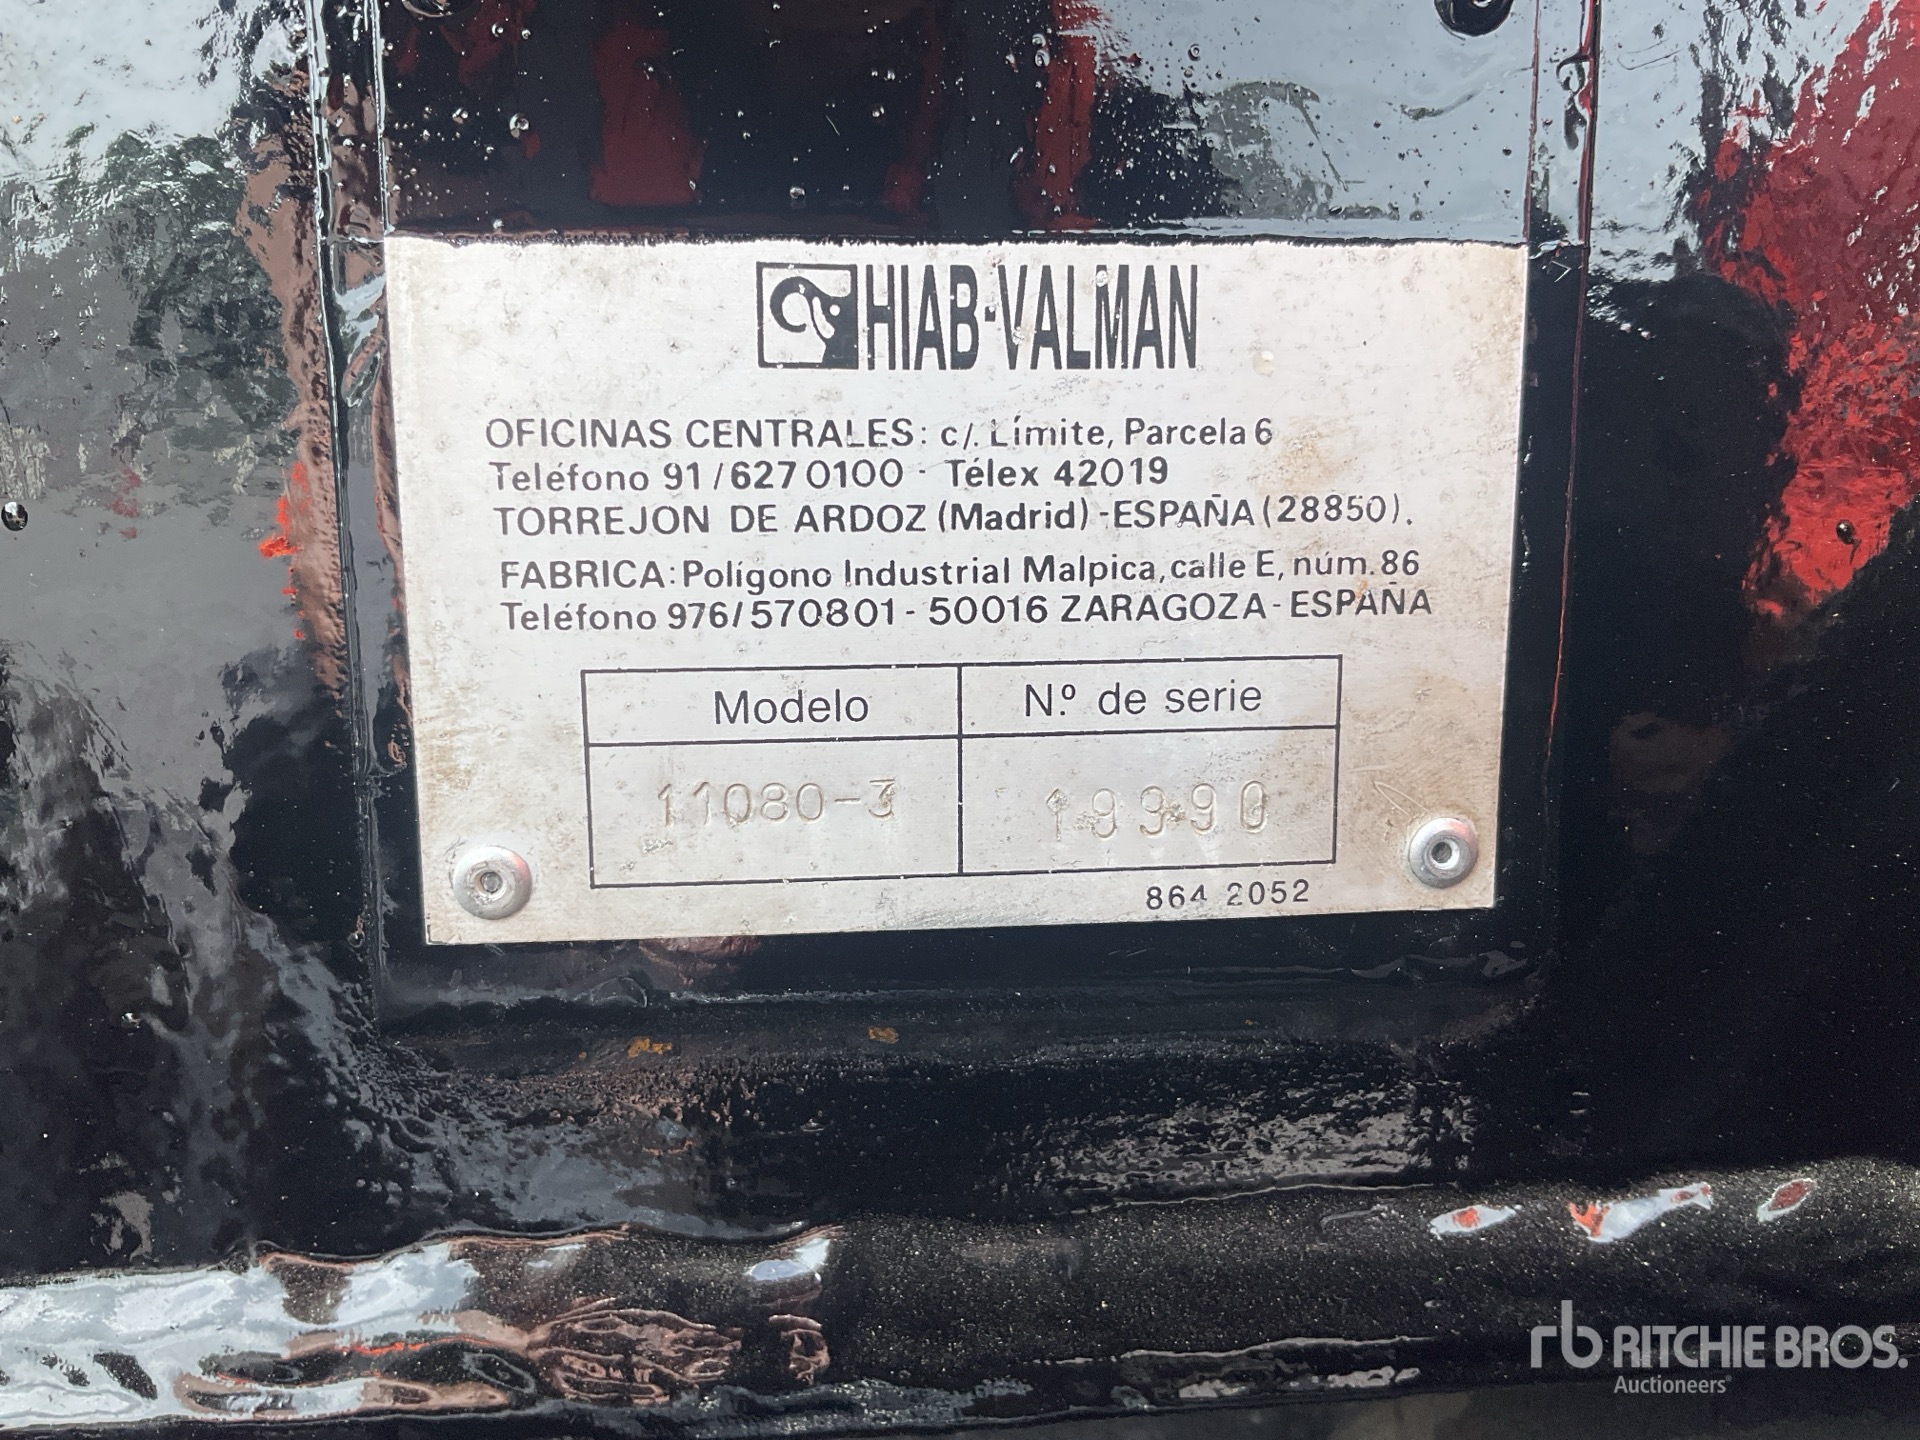 HIAB-VALMAN
OFICINAS CENTRALES: c/. Límite, Parcela 6
Teléfono 91/627 0100 - Télex 42019
TORREJON DE ARDOZ (Madrid) - ESPAÑA (28850).
FABRICA: Polígono Industrial Malpica, calle E, núm. 86
Teléfono 976/570801 - 50016 ZARAGOZA - ESPAÑA
Modelo N.º de serie
11080-3 19990
864 2052
rb RITCHIE BROS.
Auctioneers